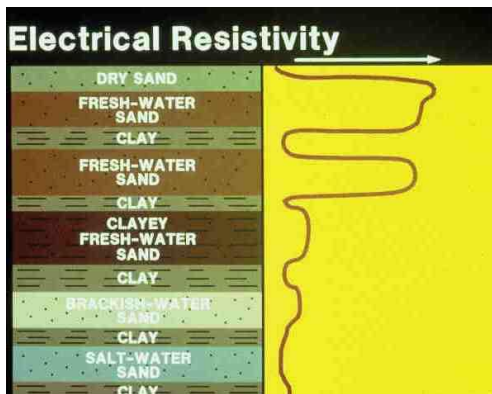 Electrical Resistivity
DRY SAND
FRESH-WATER
SAND
CLAY
FRESH-WATER
SAND
CLAY
CLAYEY
FRESH-WATER
SAND
CLAY
BRACKISH-WATER
SAND
CLAY
SALT-WATER
SAND
CLAY